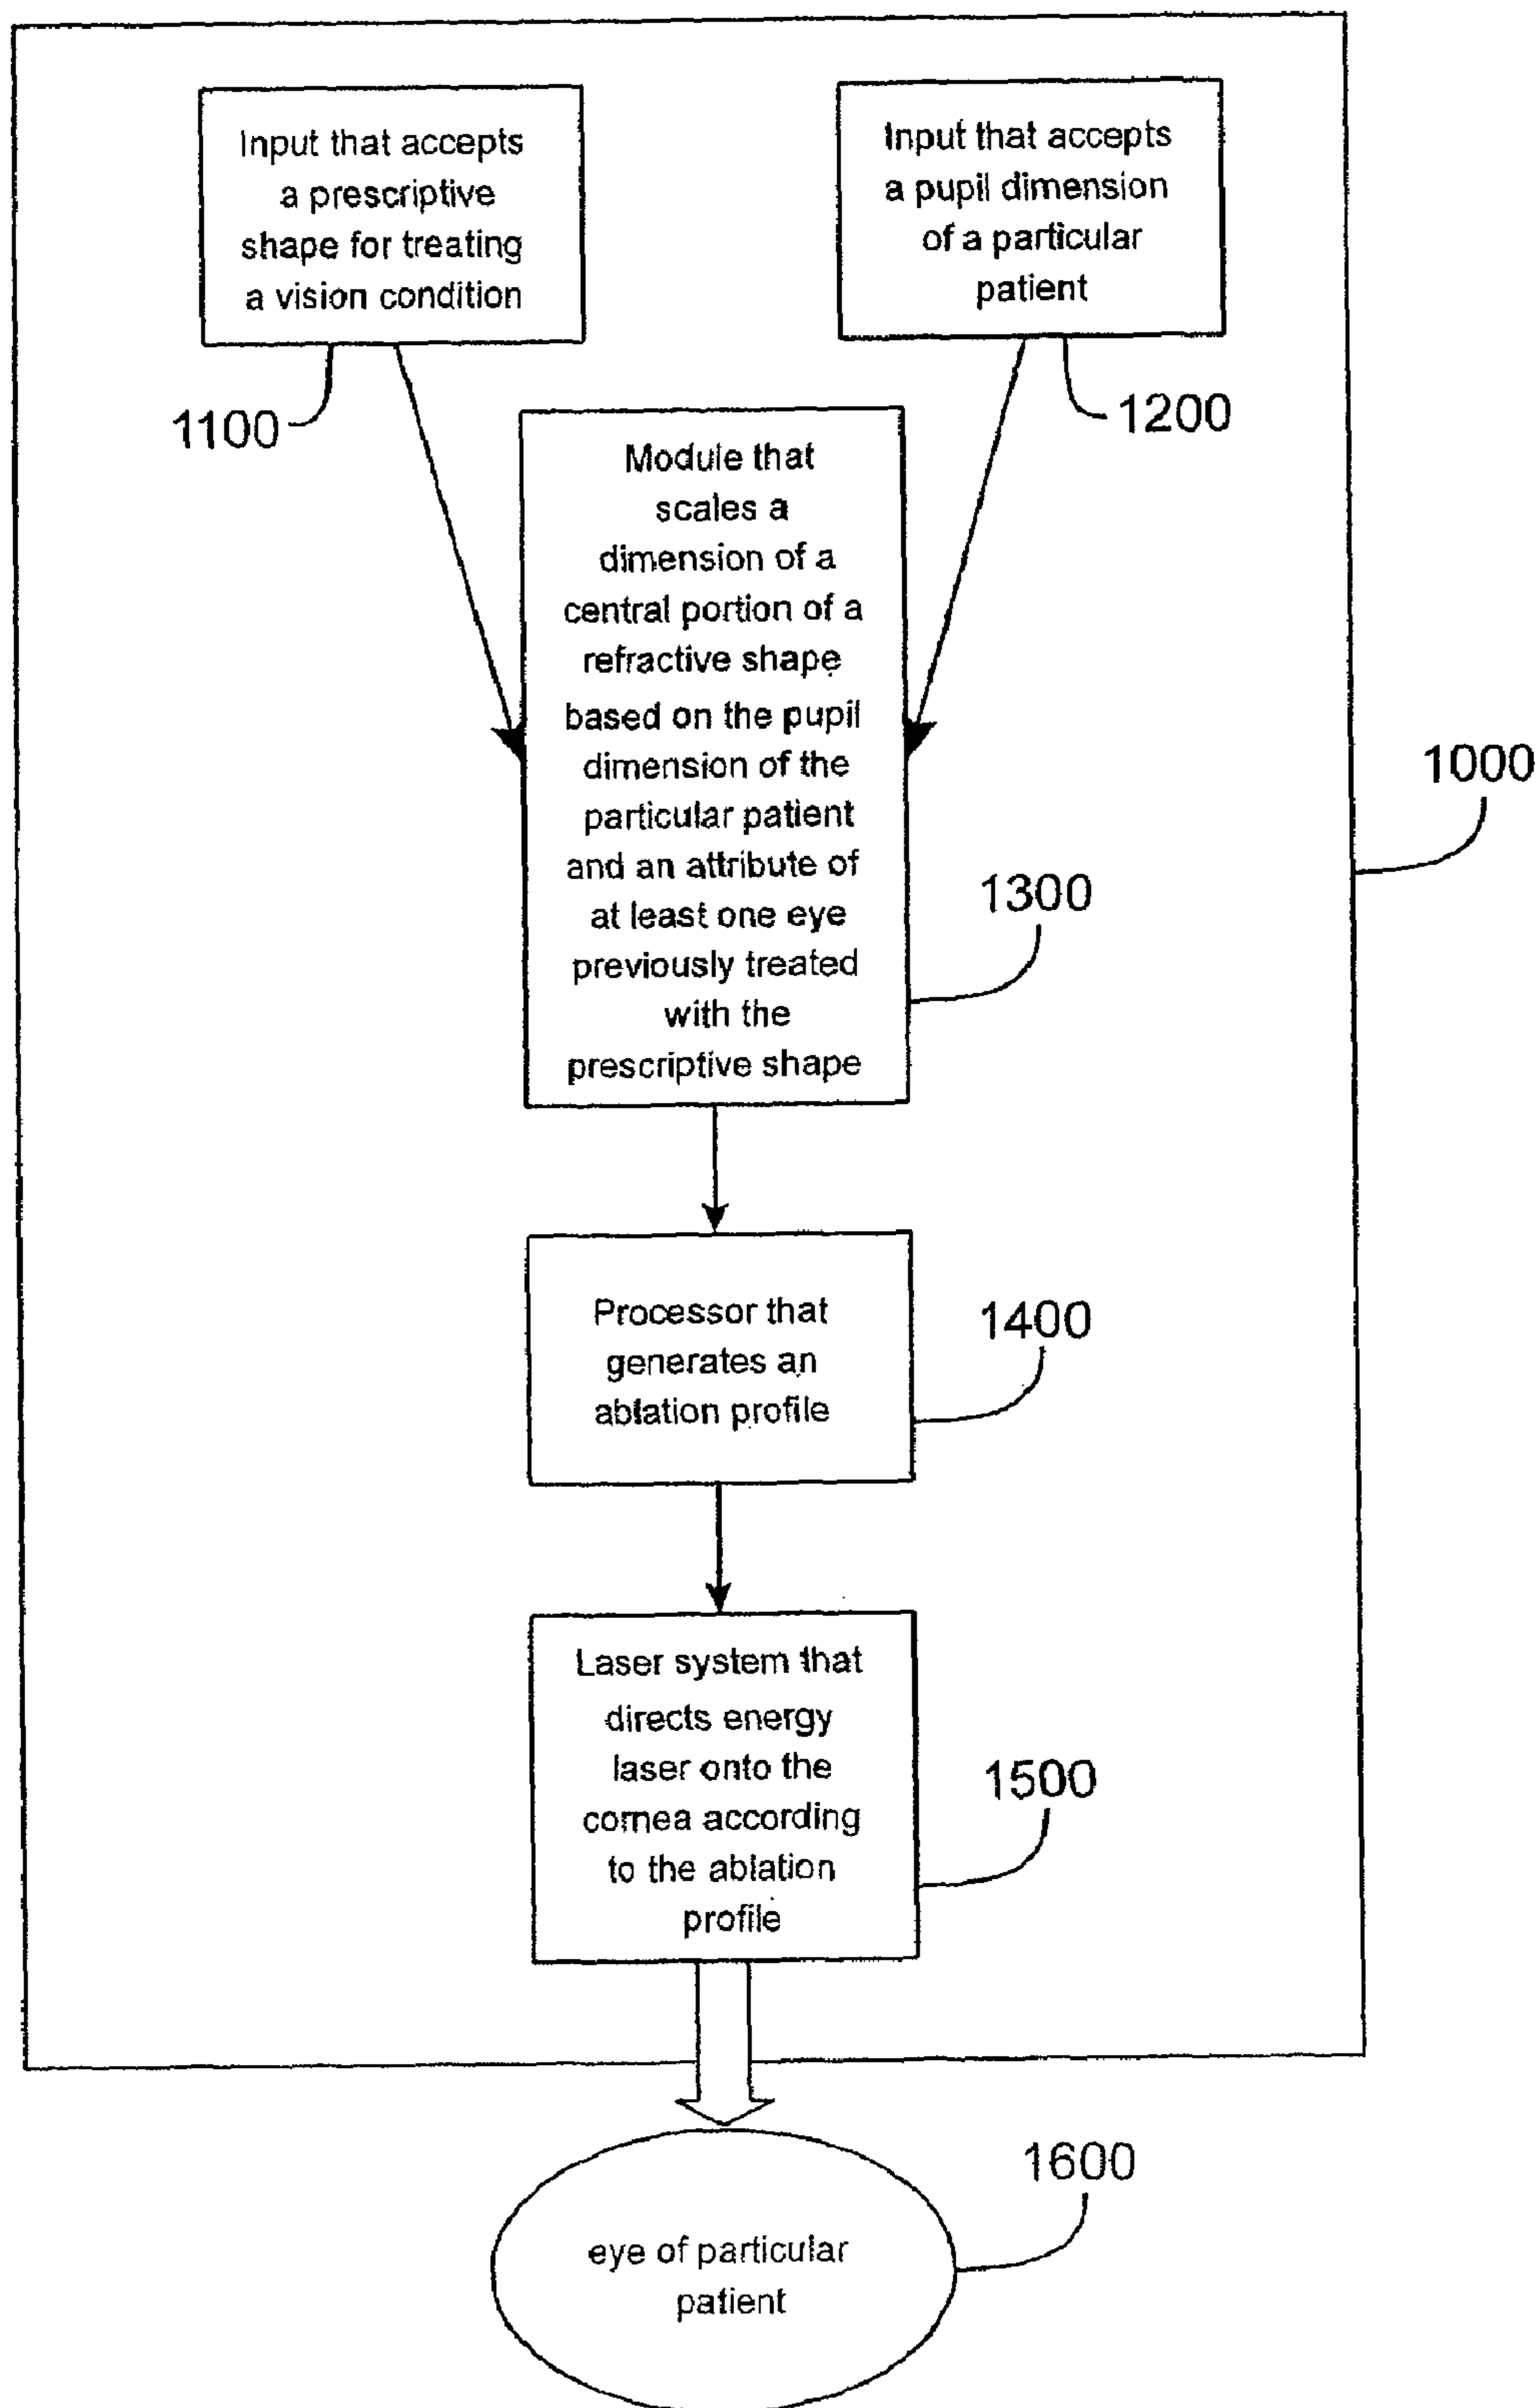 Input that accepts
a prescriptive
shape for treating
a vision condition
Input that accepts
a pupil dimension
of a particular
patient
1100
1200
Module that
scales a
dimension of a
central portion of a
refractive shape
based on the pupil
dimension of the
particular patient
and an attribute of
at least one eye
previously treated
with the
prescriptive shape
1000
1300
Processor that
generates an
ablation profile
1400
Laser system that
directs energy
laser onto the
cornea according
to the ablation
profile
1500
1600
eye of particular
patient